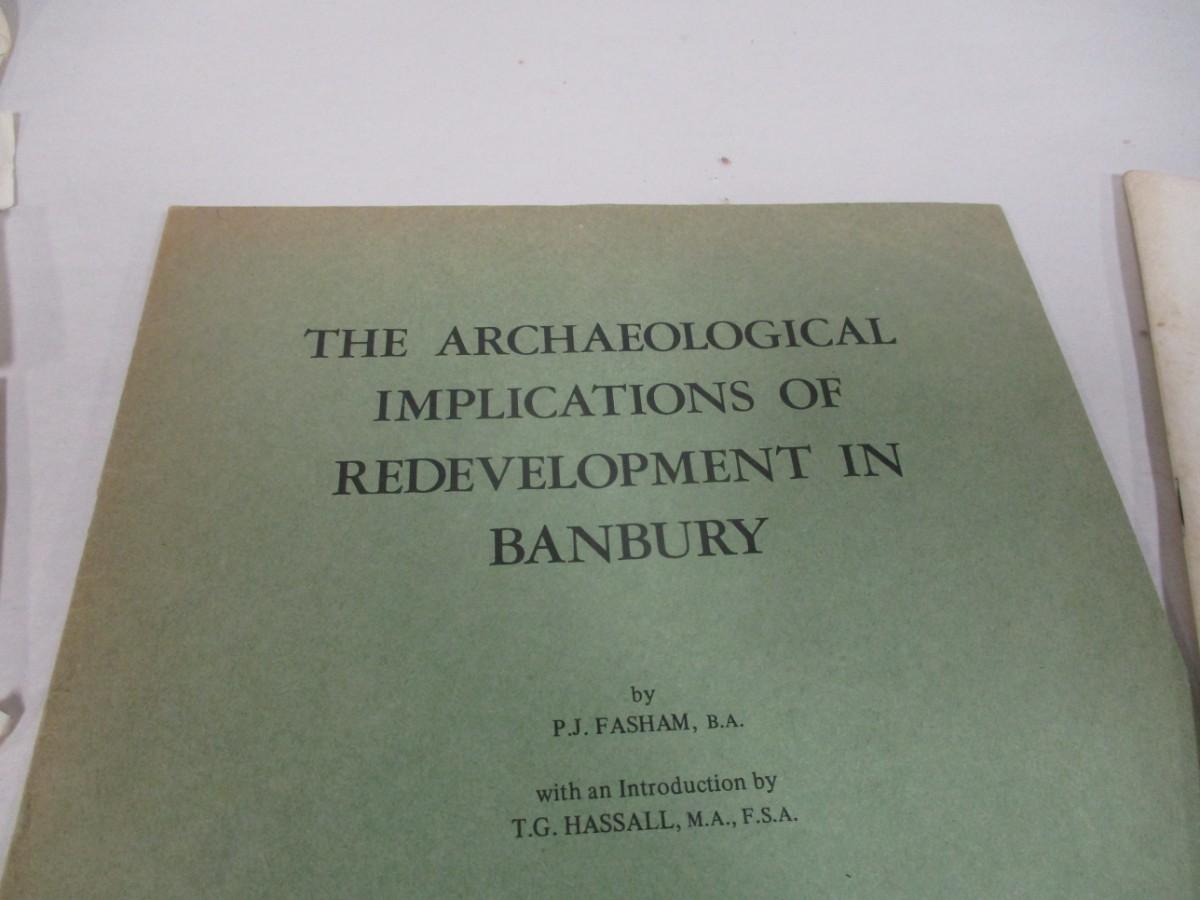 THE ARCHAEOLOGICAL
IMPLICATIONS OF
REDEVELOPMENT IN
BANBURY
by
P.J. FASHAM, B.A.
with an Introduction by
T.G. HASSALL, M.A., F.S.A.